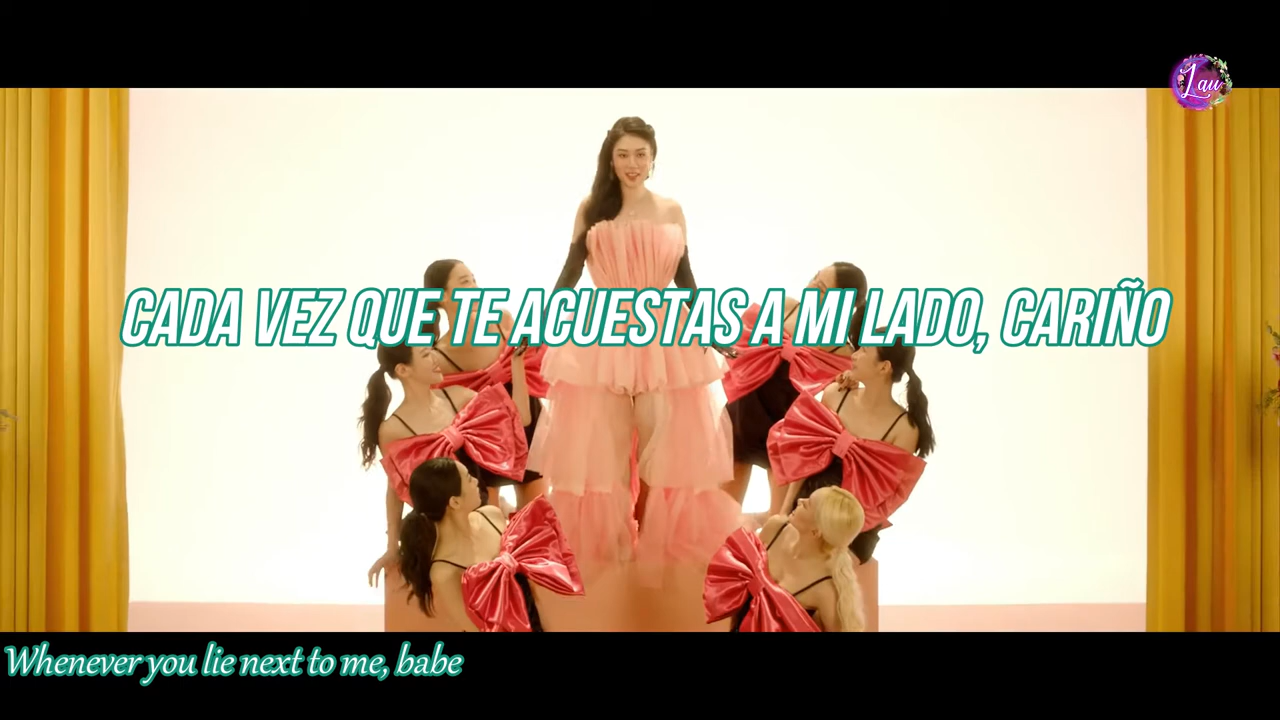 Lau
CADA VEZ QUE TE ACUESTAS A MI LADO, CARIÑO
Whenever you lie next to me, babe